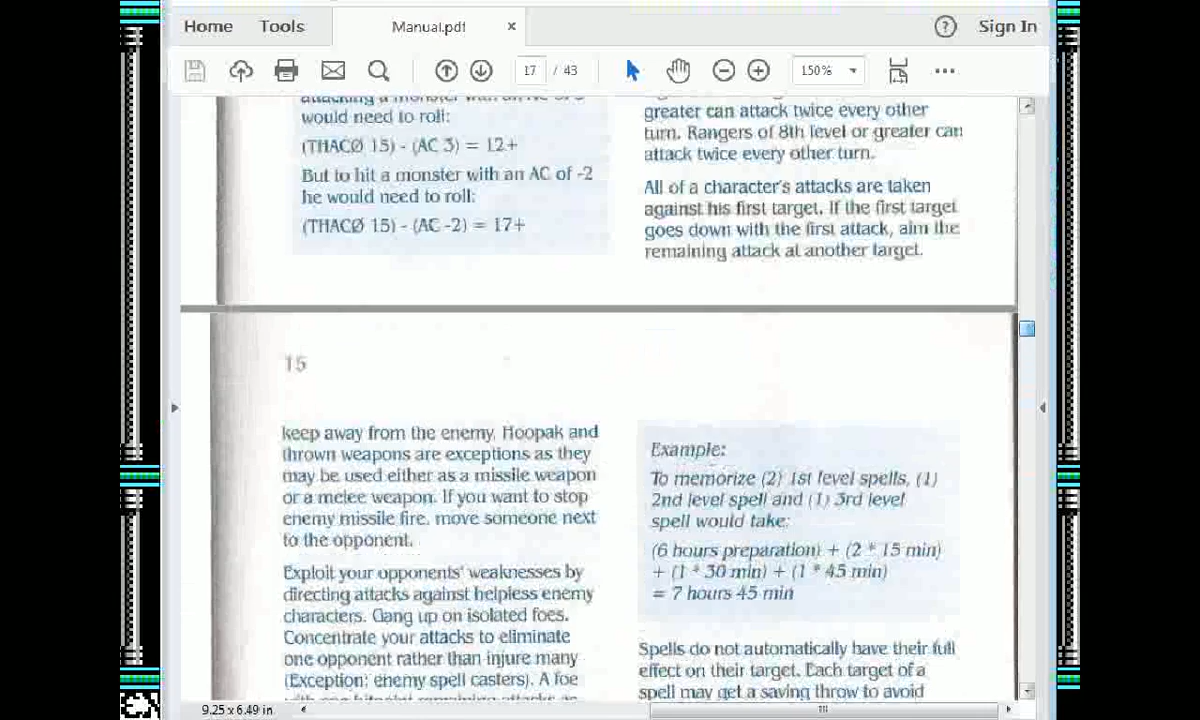 Home Tools Manual.pdf × ? Sign In
17 / 43 150%
would need to roll:
(THACØ 15) - (AC 3) = 12+
But to hit a monster with an AC of -2
he would need to roll:
(THACØ 15) - (AC -2) = 17+
greater can attack twice every other
turn. Rangers of 8th level or greater can
attack twice every other turn.
All of a character's attacks are taken
against his first target. If the first target
goes down with the first attack, aim the
remaining attack at another target.
15
keep away from the enemy. Hoopak and
thrown weapons are exceptions as they
may be used either as a missile weapon
or a melee weapon. If you want to stop
enemy missile fire, move someone next
to the opponent.
Exploit your opponents' weaknesses by
directing attacks against helpless enemy
characters. Gang up on isolated foes.
Concentrate your attacks to eliminate
one opponent rather than injure many
(Exception: enemy spell casters). A foe
Example:
To memorize (2) 1st level spells, (1)
2nd level spell and (1) 3rd level
spell would take:
(6 hours preparation) + (2 * 15 min)
+ (1 * 30 min) + (1 * 45 min)
= 7 hours 45 min
Spells do not automatically have their full
effect on their target. Each target of a
spell may get a saving throw to avoid
9.25 x 6.49 in